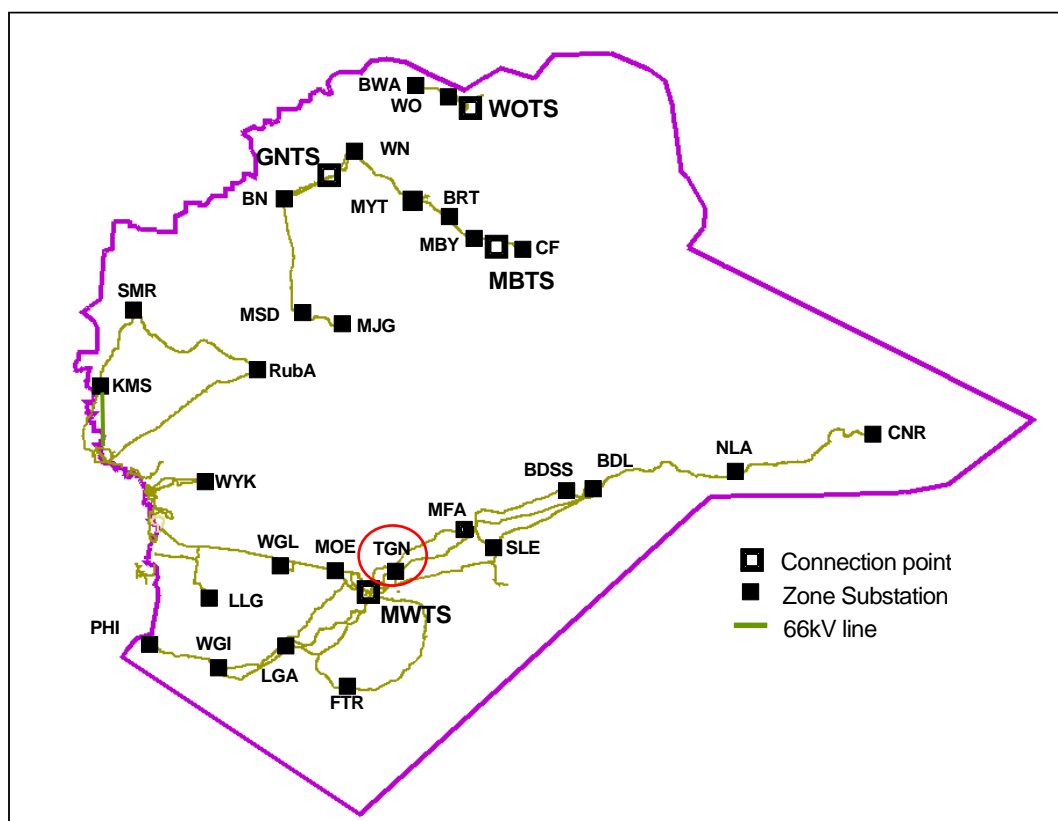 BWA
WO
WOTS
WN
GNTS
BN
MYT
BRT
MBY
CF
MBTS
SMR
MSD
MJG
RubA
KMS
CNR
NLA
BDSS
BDL
WYK
MFA
WGL
MOE
TGN
SLE
Connection point
LLG
MWTS
Zone Substation
66kV line
PHI
WGI
LGA
FTR